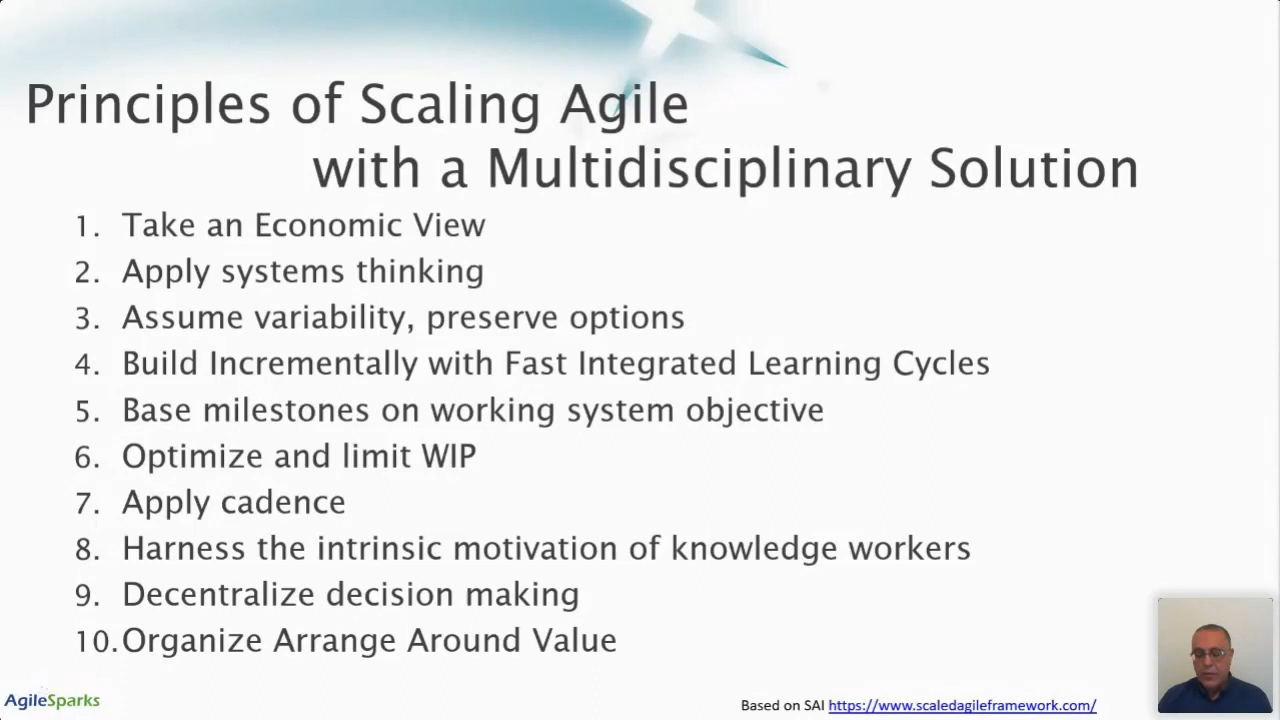 Principles of Scaling Agile
with a Multidisciplinary Solution
1. Take an Economic View
2. Apply systems thinking
3. Assume variability, preserve options
4. Build Incrementally with Fast Integrated Learning Cycles
5. Base milestones on working system objective
6. Optimize and limit WIP
7. Apply cadence
8. Harness the intrinsic motivation of knowledge workers
9. Decentralize decision making
10. Organize Arrange Around Value
AgileSparks
Based on SAI https://www.scaledagileframework.com/